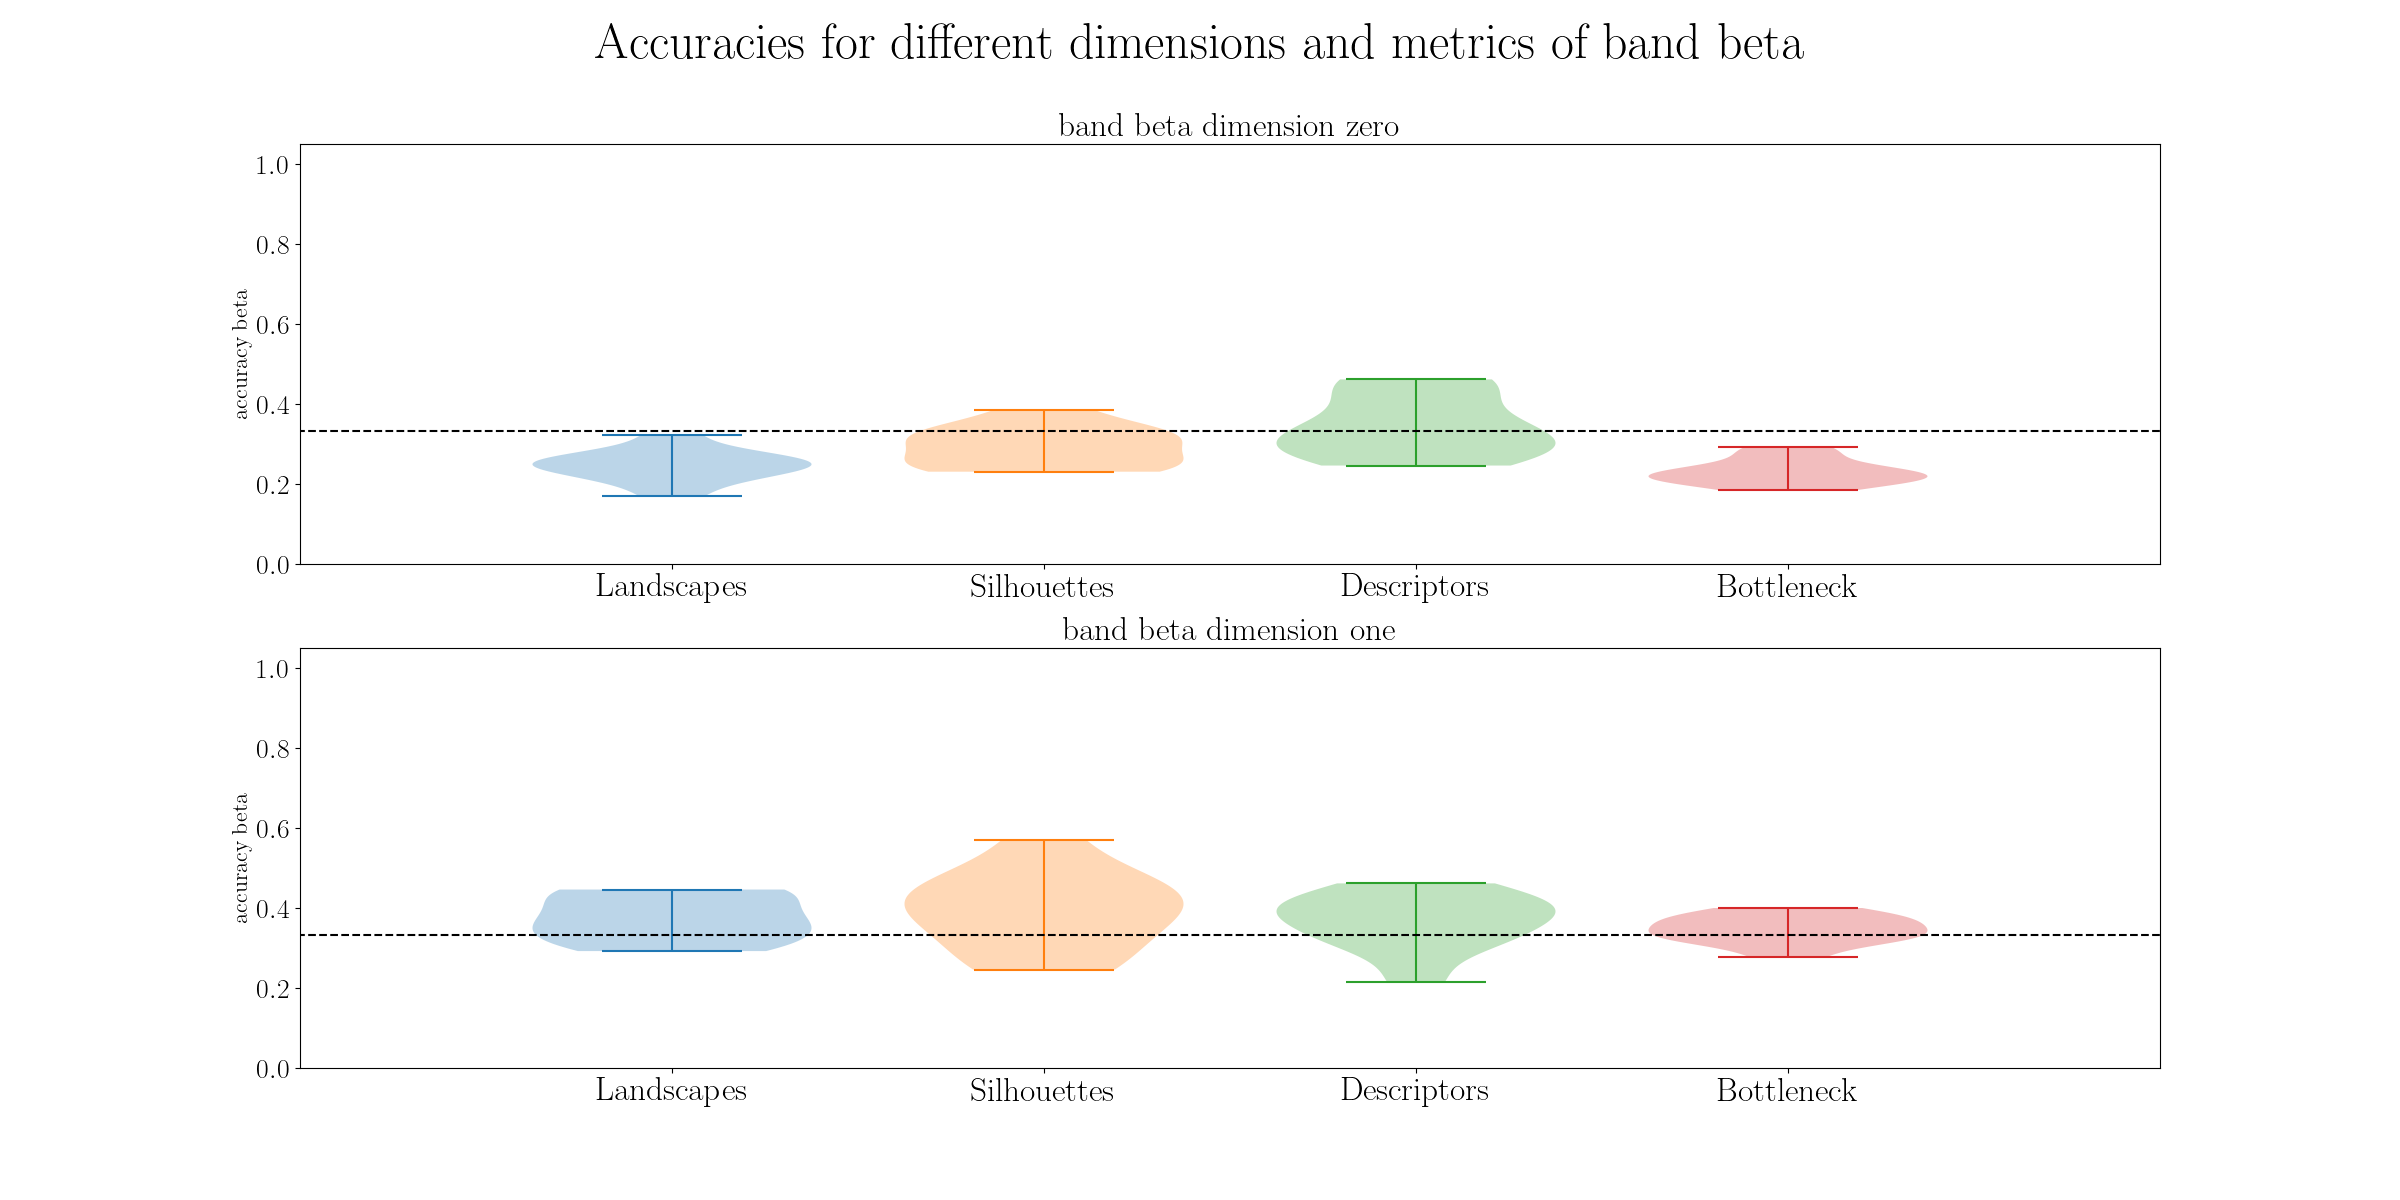 Accuracies for different dimensions and metrics of band beta
band beta dimension zero
accuracy beta
1.0
0.8
0.6
0.4
0.2
0.0
Landscapes Silhouettes Descriptors Bottleneck
band beta dimension one
accuracy beta
1.0
0.8
0.6
0.4
0.2
0.0
Landscapes Silhouettes Descriptors Bottleneck